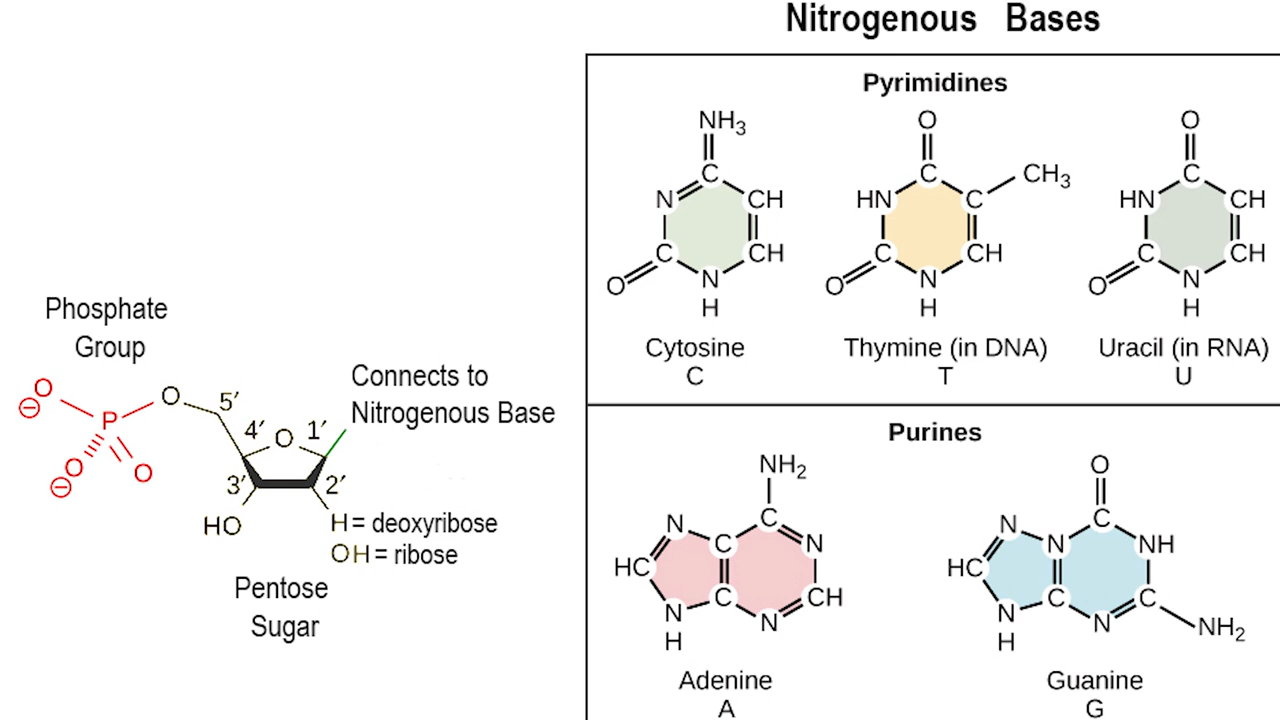 Nitrogenous Bases
Phosphate
Group
O
⊖
P
O
⊖
O
O
5′
4′
O
1′
3′
2′
HO
Connects to
Nitrogenous Base
H = deoxyribose
OH = ribose
Pentose
Sugar
Pyrimidines
NH₃
C
N
CH
C
CH
O
N
H
Cytosine
C
O
C
CH₃
HN
C
C
CH
O
N
H
Thymine (in DNA)
T
O
C
HN
CH
C
CH
O
N
H
Uracil (in RNA)
U
Purines
NH₂
N
C
C
N
HC
N
C
CH
N
H
Adenine
A
O
N
C
N
NH
HC
N
C
C
N
H
NH₂
Guanine
G